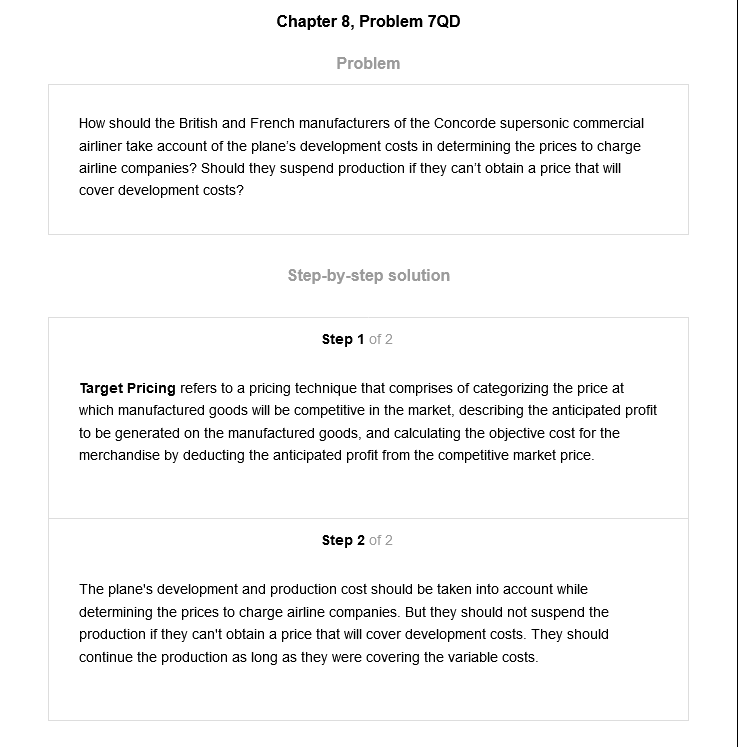 Chapter 8, Problem 7QD
Problem
How should the British and French manufacturers of the Concorde supersonic commercial
airliner take account of the plane's development costs in determining the prices to charge
airline companies? Should they suspend production if they can't obtain a price that will
cover development costs?
Step-by-step solution
Step 1 of 2
Target Pricing refers to a pricing technique that comprises of categorizing the price at
which manufactured goods will be competitive in the market, describing the anticipated profit
to be generated on the manufactured goods, and calculating the objective cost for the
merchandise by deducting the anticipated profit from the competitive market price.
Step 2 of 2
The plane's development and production cost should be taken into account while
determining the prices to charge airline companies. But they should not suspend the
production if they can't obtain a price that will cover development costs. They should
continue the production as long as they were covering the variable costs.